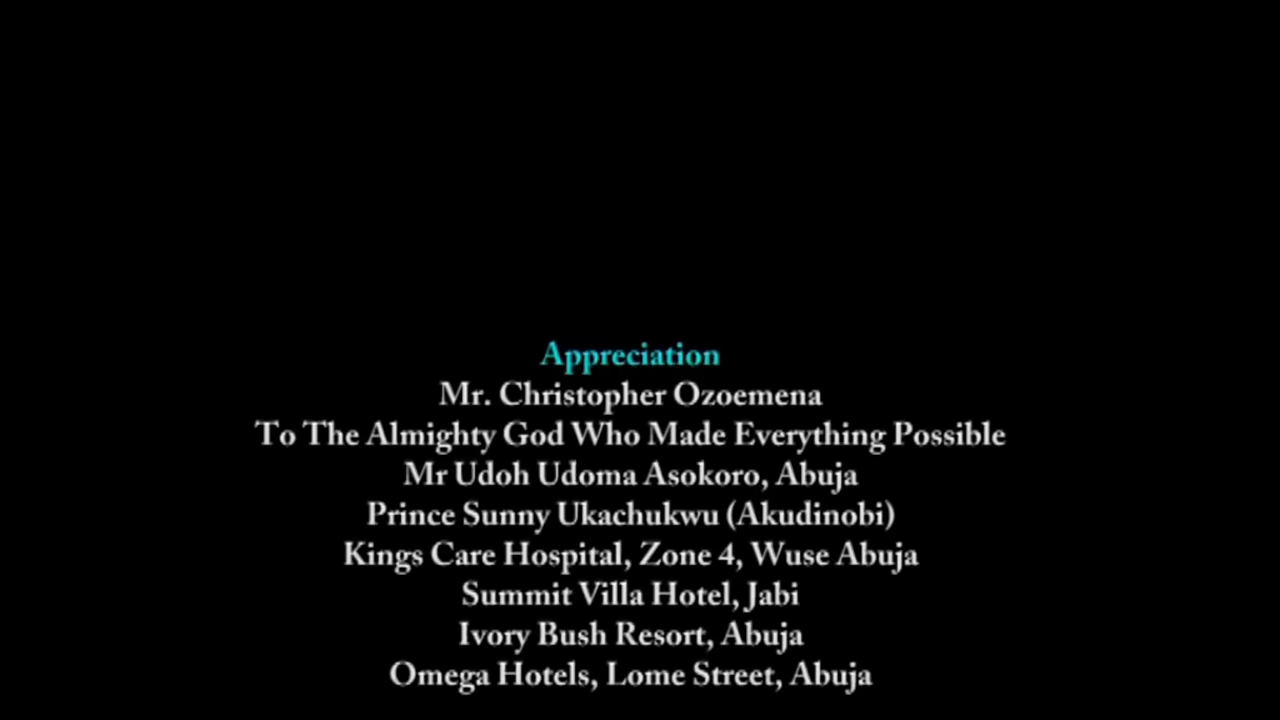 Appreciation
Mr. Christopher Ozoemena
To The Almighty God Who Made Everything Possible
Mr Udoh Udoma Asokoro, Abuja
Prince Sunny Ukachukwu (Akudinobi)
Kings Care Hospital, Zone 4, Wuse Abuja
Summit Villa Hotel, Jabi
Ivory Bush Resort, Abuja
Omega Hotels, Lome Street, Abuja